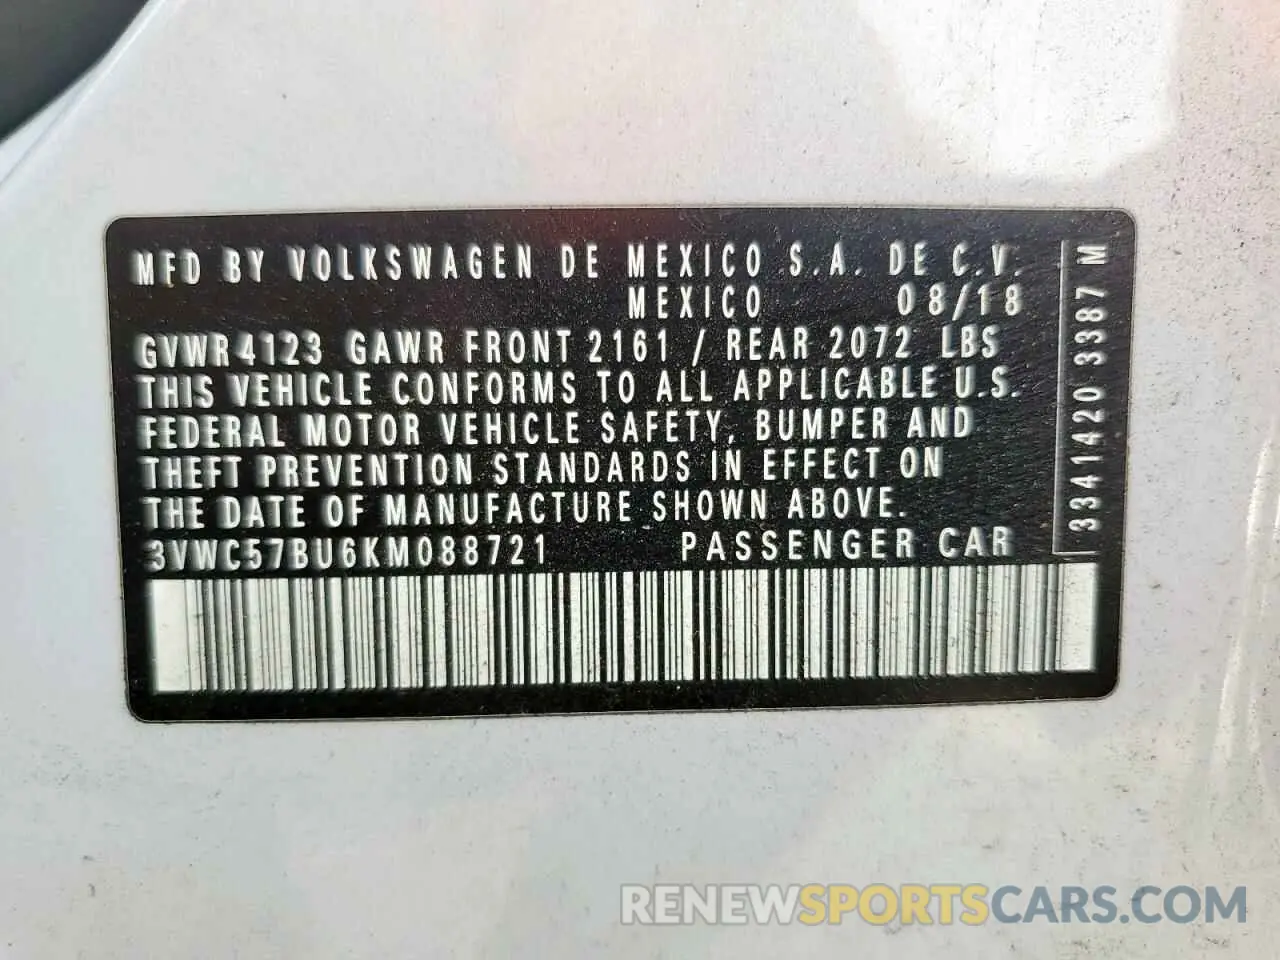 MFD BY VOLKSWAGEN DE MEXICO S.A. DE C.V.
MEXICO 08/18
GVWR 4123 GAWR FRONT 2161 / REAR 2072 LBS
THIS VEHICLE CONFORMS TO ALL APPLICABLE U.S.
FEDERAL MOTOR VEHICLE SAFETY, BUMPER AND
THEFT PREVENTION STANDARDS IN EFFECT ON
THE DATE OF MANUFACTURE SHOWN ABOVE.
3VWC57BU6KM088721 PASSENGER CAR
3341420 3387 M
RENEWSPORTSCARS.COM